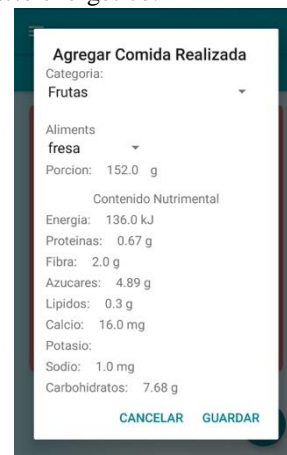 Agregar Comida Realizada
Categoria:
Frutas
Aliments
fresa
Porcion: 152.0 g
Contenido Nutrimental
Energia: 136.0 kJ
Proteinas: 0.67 g
Fibra: 2.0 g
Azucares: 4.89 g
Lipidos: 0.3 g
Calcio: 16.0 mg
Potasio:
Sodio: 1.0 mg
Carbohidratos: 7.68 g
CANCELAR GUARDAR